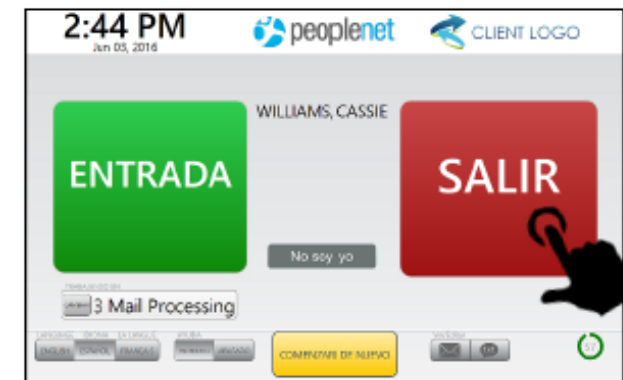 2:44 PM
Jun 03, 2016
peoplenet
CLIENT LOGO
WILLIAMS, CASSIE
ENTRADA
SALIR
No soy yo
3 Mail Processing
ENGLISH ESPAÑOL FRANÇAIS
COMENZAR DE NUEVO
57